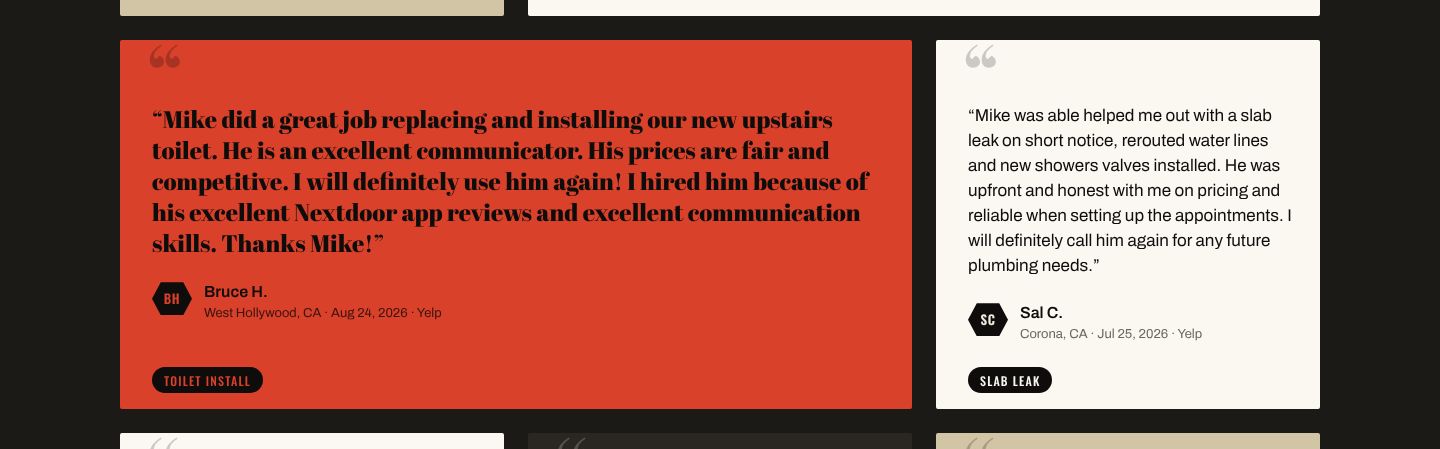 “
“Mike did a great job replacing and installing our new upstairs
toilet. He is an excellent communicator. His prices are fair and
competitive. I will definitely use him again! I hired him because of
his excellent Nextdoor app reviews and excellent communication
skills. Thanks Mike!”
BH
Bruce H.
West Hollywood, CA · Aug 24, 2026 · Yelp
TOILET INSTALL
“
“Mike was able helped me out with a slab
leak on short notice, rerouted water lines
and new showers valves installed. He was
upfront and honest with me on pricing and
reliable when setting up the appointments. I
will definitely call him again for any future
plumbing needs.”
SC
Sal C.
Corona, CA · Jul 25, 2026 · Yelp
SLAB LEAK